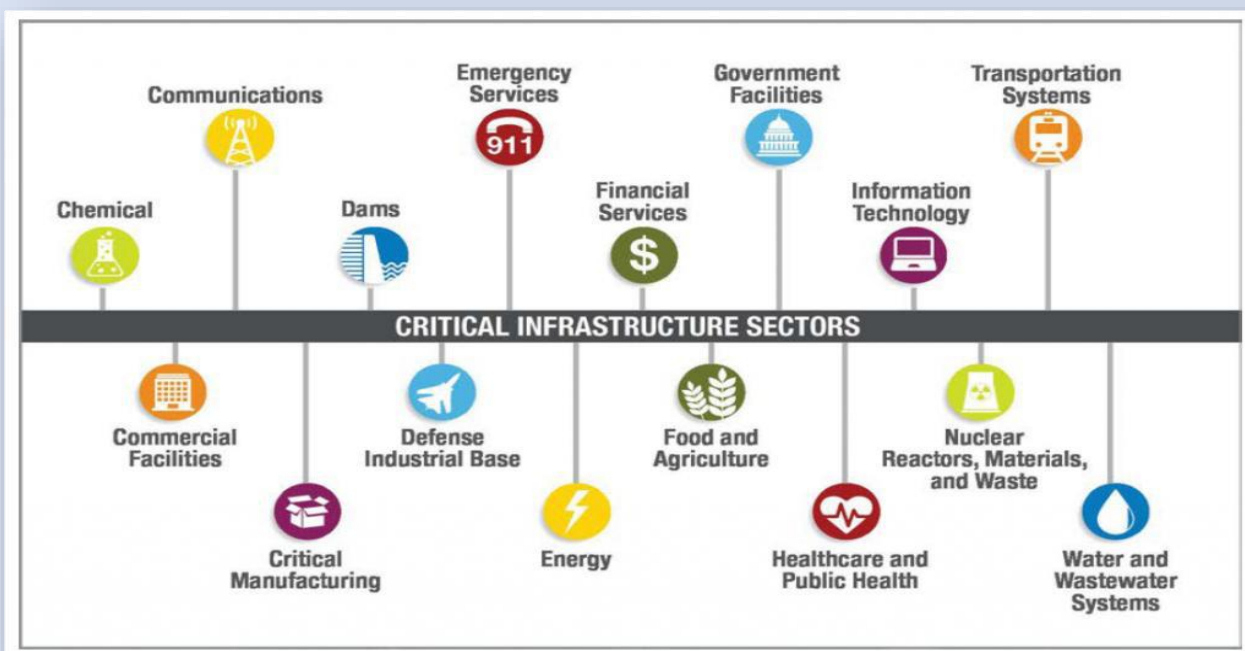 Communications
Emergency
Services
911
Government
Facilities
Transportation
Systems
Chemical
Dams
Financial
Services
$
Information
Technology
CRITICAL INFRASTRUCTURE SECTORS
Commercial
Facilities
Defense
Industrial Base
Food and
Agriculture
Nuclear
Reactors, Materials,
and Waste
Critical
Manufacturing
Energy
Healthcare and
Public Health
Water and
Wastewater
Systems